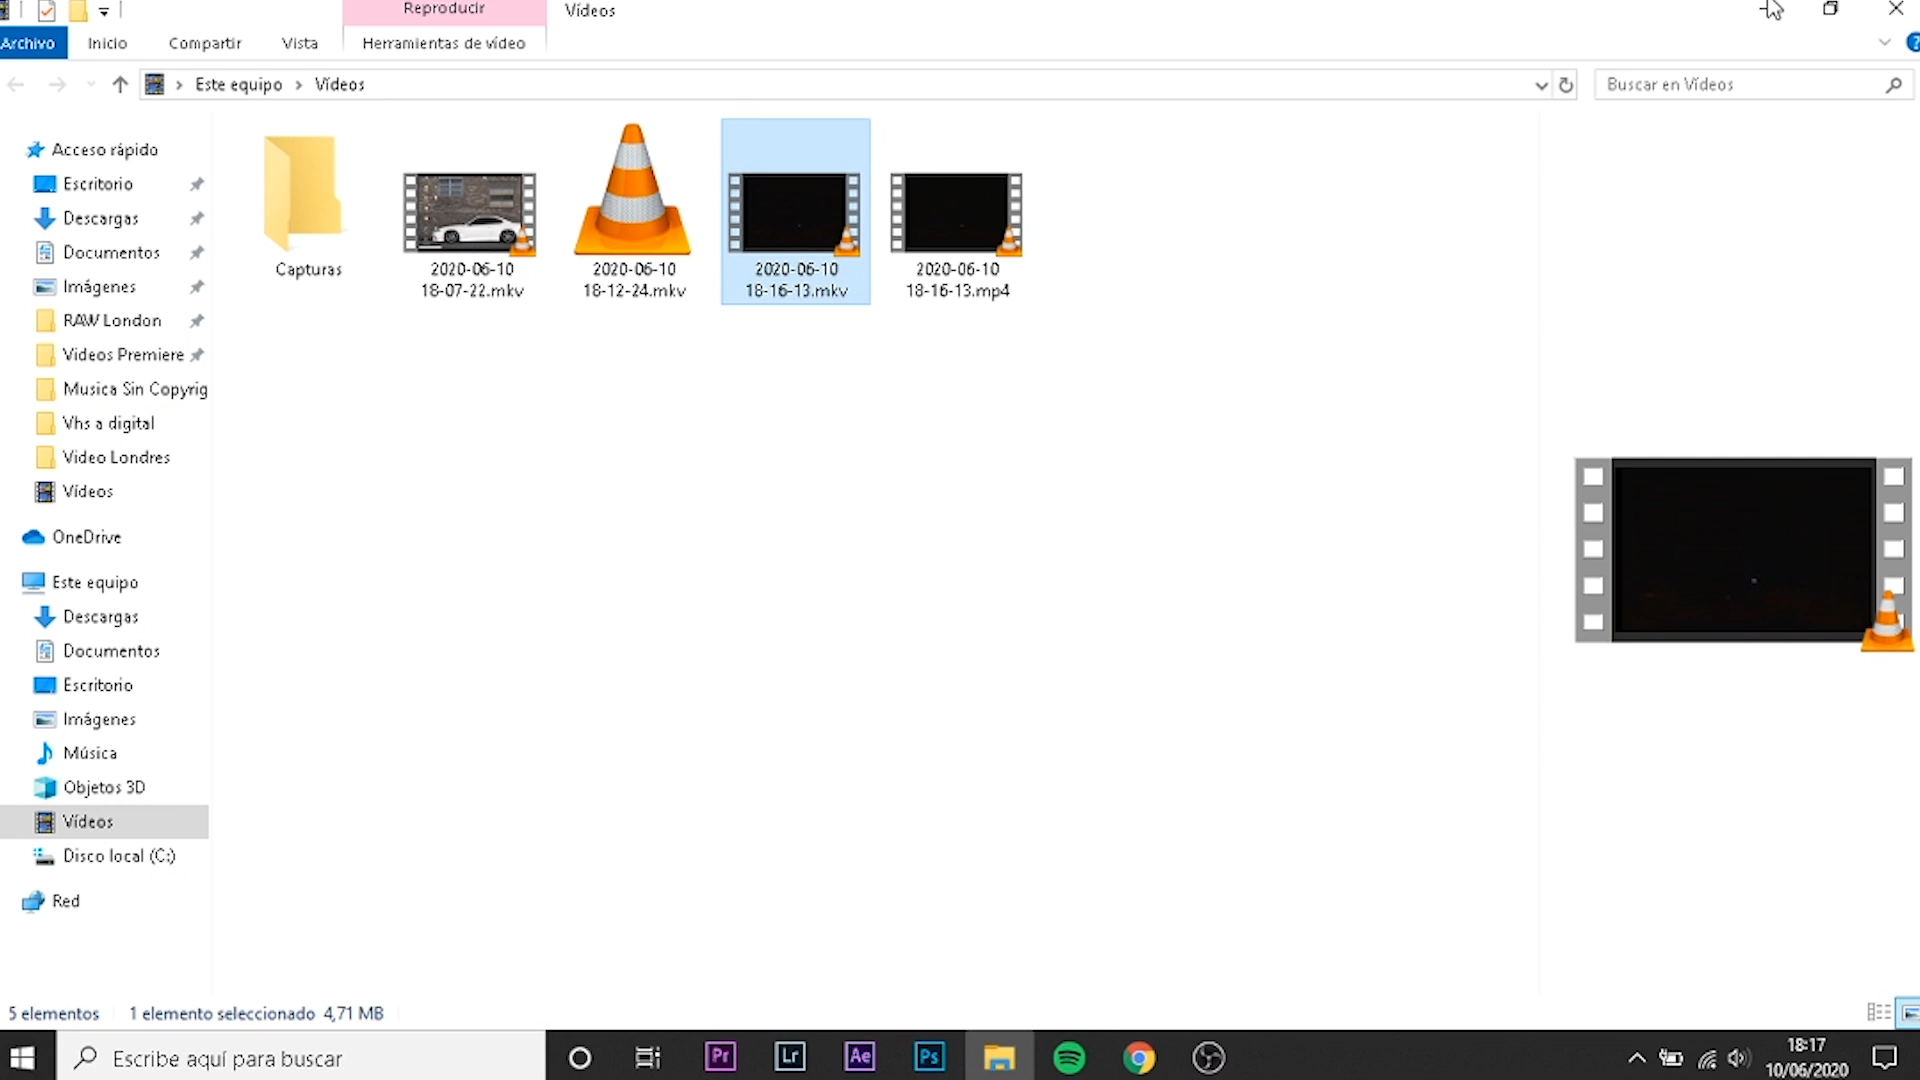 Reproducir
Vídeos
Archivo
Inicio
Compartir
Vista
Herramientas de vídeo
Este equipo
Vídeos
Buscar en Vídeos
Acceso rápido
Escritorio
Descargas
Documentos
Imágenes
RAW London
Videos Premiere
Musica Sin Copyrig
Vhs a digital
Video Londres
Vídeos
OneDrive
Este equipo
Descargas
Documentos
Escritorio
Imágenes
Música
Objetos 3D
Vídeos
Disco local (C:)
Red
Capturas
2020-06-10
18-07-22.mkv
2020-06-10
18-12-24.mkv
2020-06-10
18-16-13.mkv
2020-06-10
18-16-13.mp4
5 elementos
1 elemento seleccionado 4,71 MB
Escribe aquí para buscar
Pr
Lr
Ae
Ps
18:17
10/06/2020